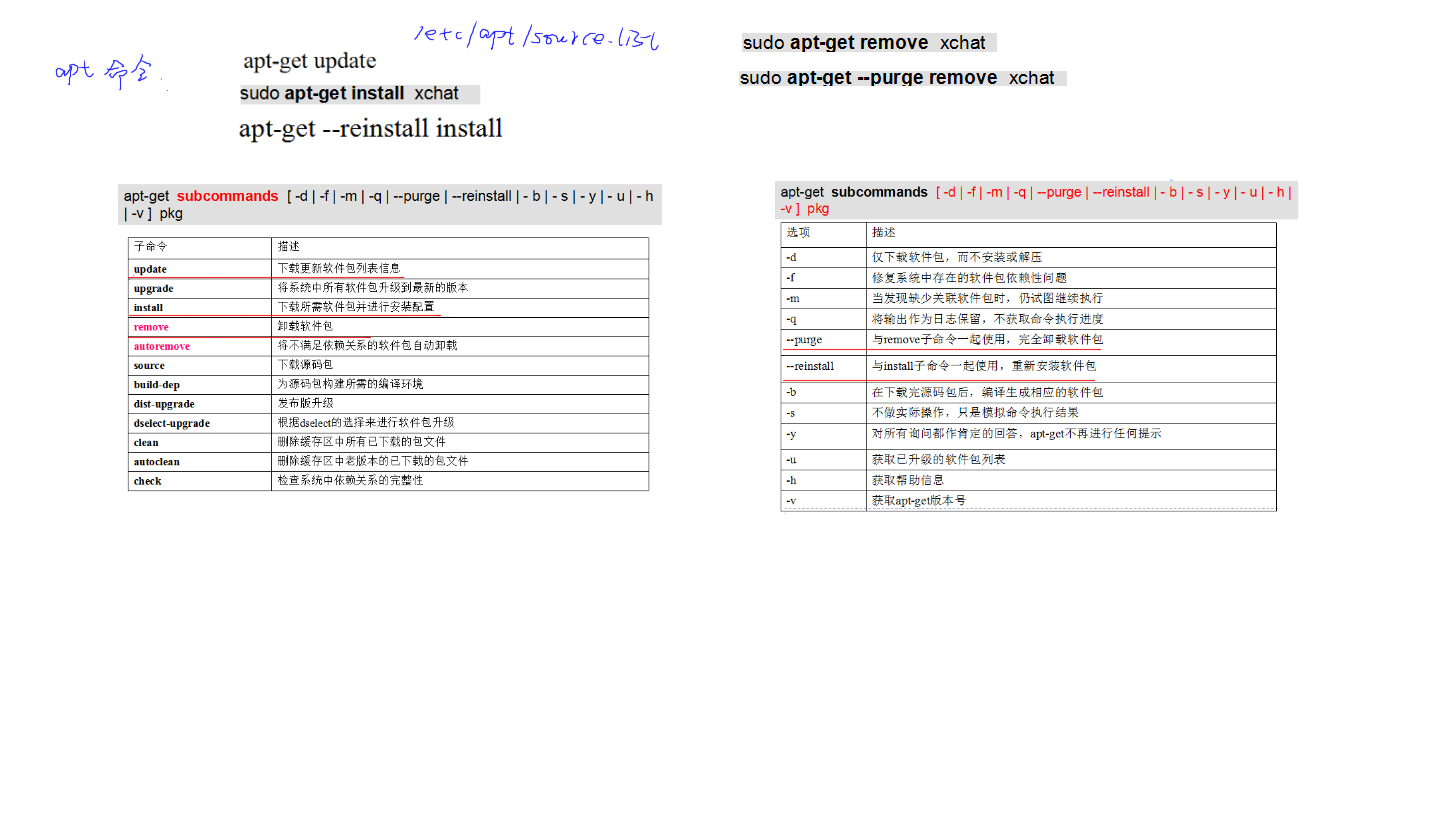 apt 命令.
/etc/apt/source.list
apt-get update
sudo apt-get install xchat
apt-get --reinstall install
sudo apt-get remove xchat
sudo apt-get --purge remove xchat
apt-get subcommands [ -d | -f | -m | -q | --purge | --reinstall | - b | - s | - y | - u | - h
| -v ] pkg
子命令 描述
update 下载更新软件包列表信息
upgrade 将系统中所有软件包升级到最新的版本
install 下载所需软件包并进行安装配置
remove 卸载软件包
autoremove 将不满足依赖关系的软件包自动卸载
source 下载源码包
build-dep 为源码包构建所需的编译环境
dist-upgrade 发布版升级
dselect-upgrade 根据dselect的选择来进行软件包升级
clean 删除缓存区中所有已下载的包文件
autoclean 删除缓存区中老版本的已下载的包文件
check 检查系统中依赖关系的完整性
apt-get subcommands [ -d | -f | -m | -q | --purge | --reinstall | - b | - s | - y | - u | - h |
-v ] pkg
选项 描述
-d 仅下载软件包，而不安装或解压
-f 修复系统中存在的软件包依赖性问题
-m 当发现缺少关联软件包时，仍试图继续执行
-q 将输出作为日志保留，不获取命令执行进度
--purge 与remove子命令一起使用，完全卸载软件包
--reinstall 与install子命令一起使用，重新安装软件包
-b 在下载完源码包后，编译生成相应的软件包
-s 不做实际操作，只是模拟命令执行结果
-y 对所有询问都作肯定的回答，apt-get不再进行任何提示
-u 获取已升级的软件包列表
-h 获取帮助信息
-v 获取apt-get版本号